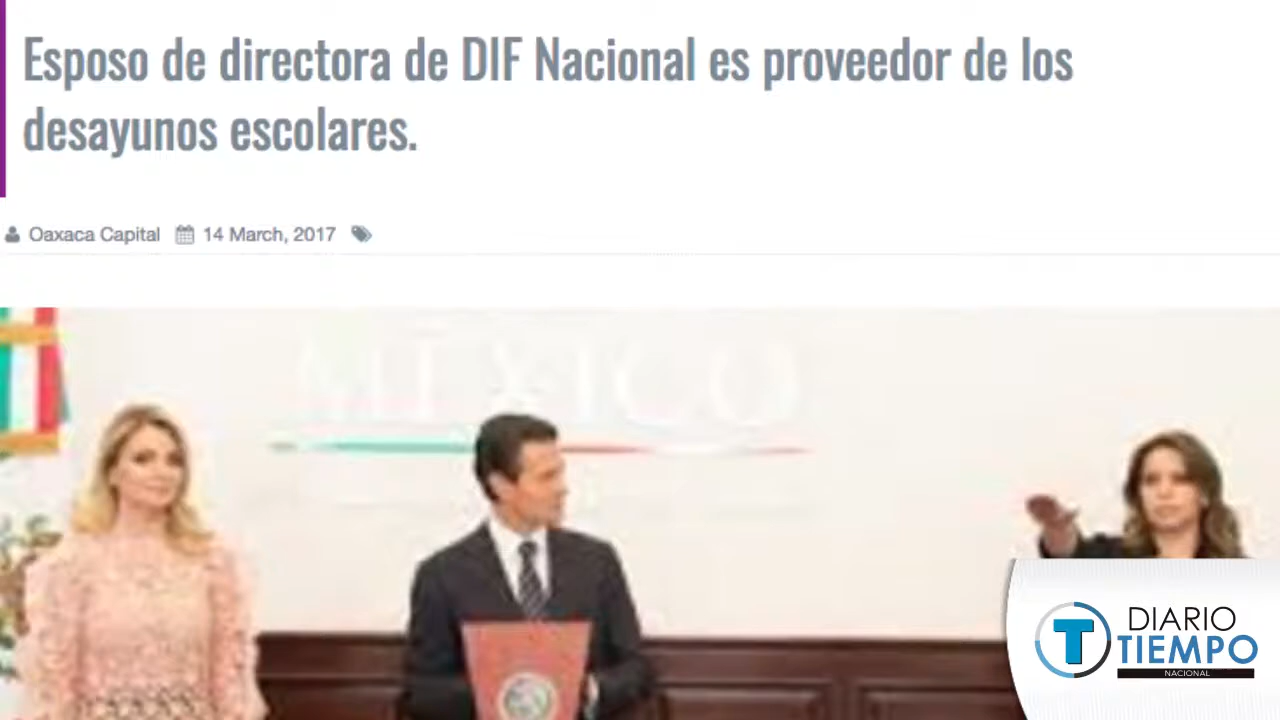 Esposo de directora de DIF Nacional es proveedor de los
desayunos escolares.
Oaxaca Capital 14 March, 2017
MÉXICO
DIARIO
TIEMPO
NACIONAL